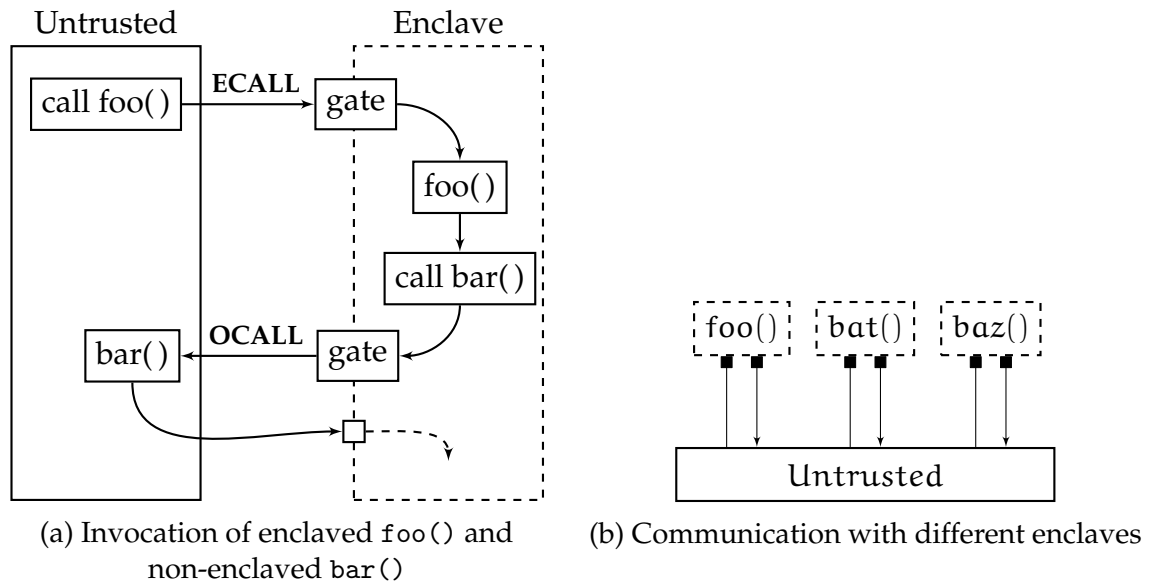 Untrusted
Enclave
call foo()
ECALL
gate
foo()
call bar()
bar()
OCALL
gate
(a) Invocation of enclaved foo() and
non-enclaved bar()
foo()
bat()
baz()
Untrusted
(b) Communication with different enclaves